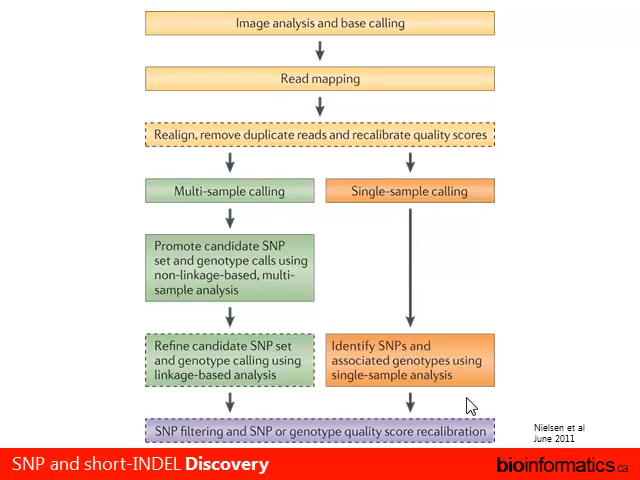 Image analysis and base calling
Read mapping
Realign, remove duplicate reads and recalibrate quality scores
Multi-sample calling
Single-sample calling
Promote candidate SNP
set and genotype calls using
non-linkage-based, multi-
sample analysis
Refine candidate SNP set
and genotype calling using
linkage-based analysis
Identify SNPs and
associated genotypes using
single-sample analysis
SNP filtering and SNP or genotype quality score recalibration
Nielsen et al
June 2011
SNP and short-INDEL Discovery
bioinformatics.ca